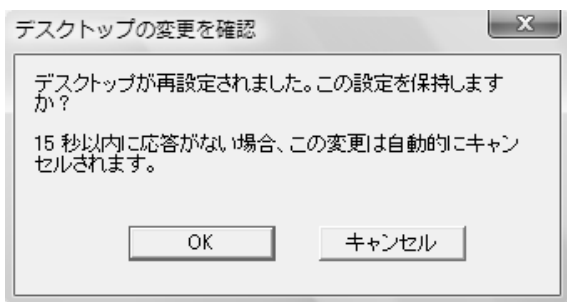 デスクトップの変更を確認
デスクトップが再設定されました。この設定を保持します
か？
15 秒以内に応答がない場合、この変更は自動的にキャン
セルされます。
OK
キャンセル